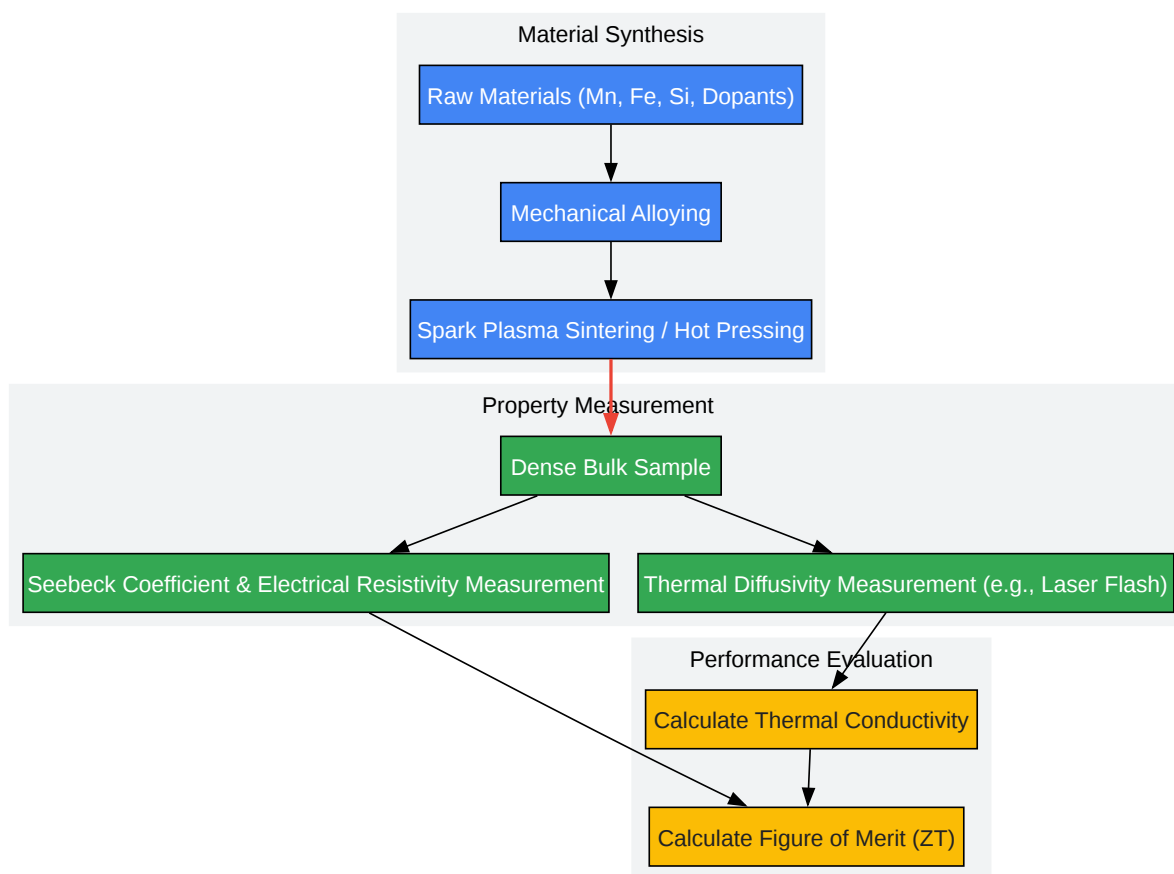 Material Synthesis
Raw Materials (Mn, Fe, Si, Dopants)
Mechanical Alloying
Spark Plasma Sintering / Hot Pressing
Property Measurement
Dense Bulk Sample
Seebeck Coefficient & Electrical Resistivity Measurement
Thermal Diffusivity Measurement (e.g., Laser Flash)
Performance Evaluation
Calculate Thermal Conductivity
Calculate Figure of Merit (ZT)